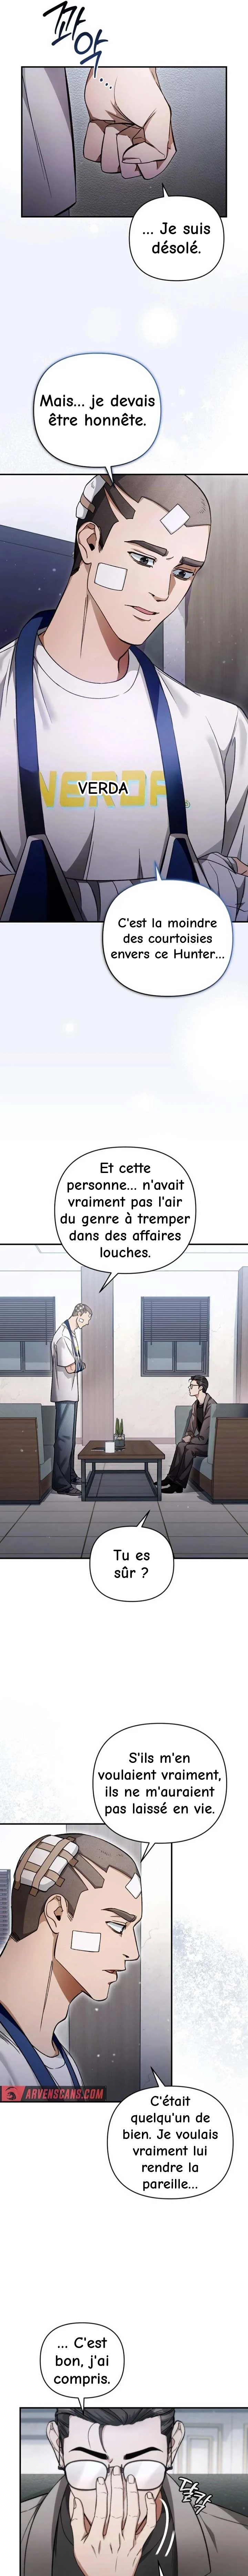 꽈
악
... Je suis
désolé.
Mais... je devais
être honnête.
VERDA
C'est la moindre
des courtoisies
envers ce Hunter...
Et cette
personne... n'avait
vraiment pas l'air
du genre à tremper
dans des affaires
louches.
Tu es
sûr ?
S'ils m'en
voulaient vraiment,
ils ne m'auraient
pas laissé en vie.
ARVENSCANS.COM
C'était
quelqu'un de
bien. Je voulais
vraiment lui
rendre la
pareille...
... C'est
bon, j'ai
compris.
달칵